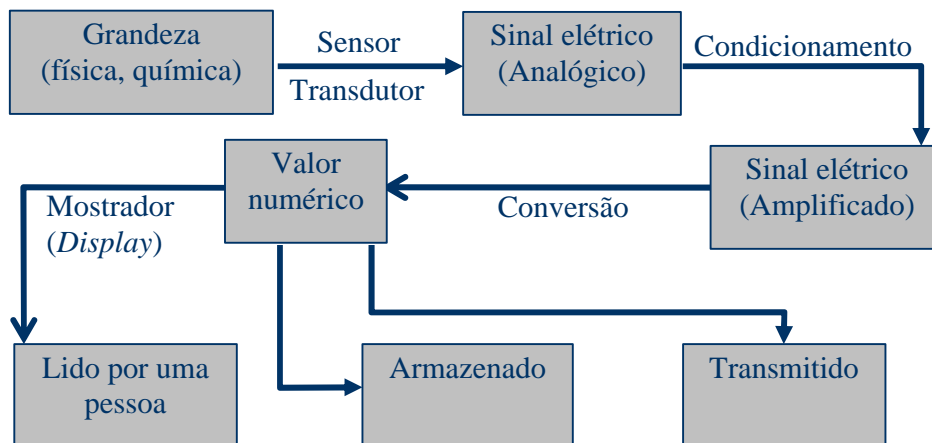 Grandeza
(física, química)
Sensor
Transdutor
Sinal elétrico
(Analógico)
Condicionamento
Sinal elétrico
(Amplificado)
Conversão
Valor
numérico
Mostrador
(Display)
Lido por uma
pessoa
Armazenado
Transmitido